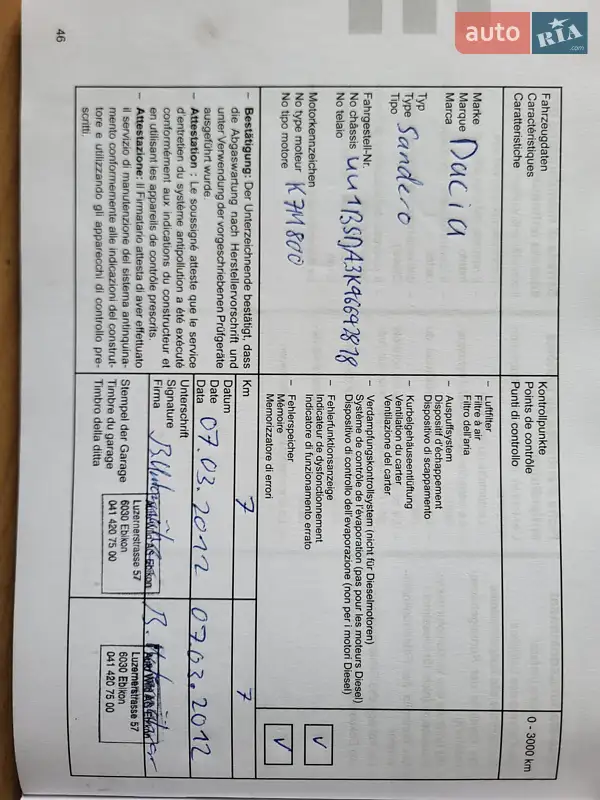 auto RIA .com
Fahrzeugdaten
Caractéristiques
Caratteristiche
Kontrollpunkte
Points de contrôle
Punti di controllo
0 - 3000 km
Marke
Marque Dacia
Marca
Typ
Type Sandero
Tipo
Fahrgestell-Nr.
No châssis UU1BSDA3K46692878
No telaio
Motorkennzeichen
No type moteur K7M 800
No tipo motore
– Luftfilter
Filtre à air
Filtro dell'aria
– Auspuffsystem
Dispositif d'échappement
Dispositivo di scappamento
– Kurbelgehäuseentlüftung
Ventilation du carter
Ventilazione del carter
– Verdampfungskontrollsystem (nicht für Dieselmotoren)
Système de contrôle de l'évaporation (pas pour les moteurs Diesel)
Dispositivo di controllo dell'evaporazione (non per i motori Diesel)
– Fehlerfunktionsanzeige
Indicateur de dysfonctionnement
Indicatore di funzionamento errato
– Fehlerspeicher
Mémoire
Memorizzatore di errori
– Bestätigung: Der Unterzeichnende bestätigt, dass
die Abgaswartung nach Herstellervorschrift und
unter Verwendung der vorgeschriebenen Prüfgeräte
ausgeführt wurde.
– Attestation : Le soussigné atteste que le service
d'entretien du système antipollution a été exécuté
conformément aux indications du constructeur et
en utilisant les appareils de contrôle prescrits.
– Attestazione: il Firmatario attesta di aver effettuato
il servizio di manutenzione del sistema antinquina-
mento conformemente alle indicazioni del construt-
tore e utilizzando gli apparecchi di controllo pre-
scritti.
Km 7 7
Datum
Date 07.03.2012 07.03.2012
Data
Unterschrift
Signature
Firma
Stempel der Garage
Timbre du garage
Timbro della ditta
Luzernerstrasse 57
6030 Ebikon
041 420 75 00
Luzernerstrasse 57
6030 Ebikon
041 420 75 00
46